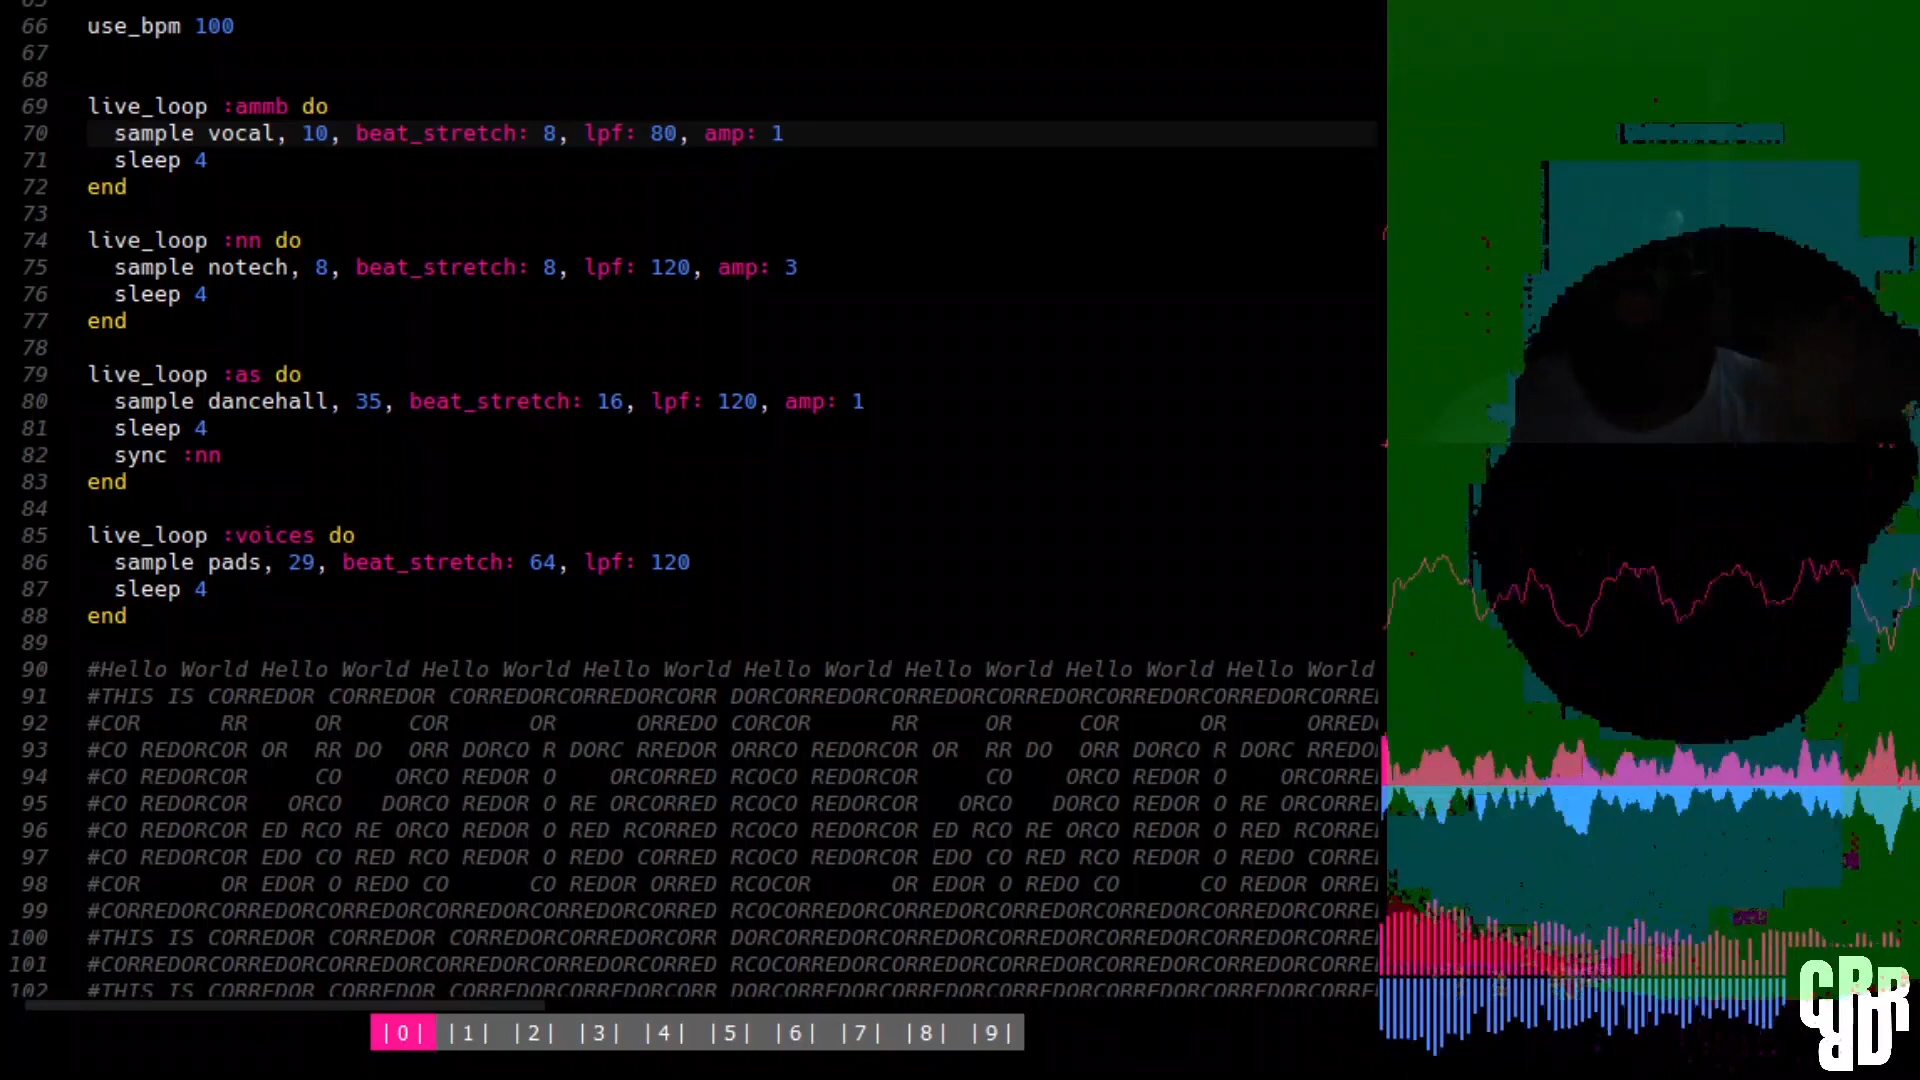 66 use_bpm 100
67
68
69 live_loop :ammb do
70 sample vocal, 10, beat_stretch: 8, lpf: 80, amp: 1
71 sleep 4
72 end
73
74 live_loop :nn do
75 sample notech, 8, beat_stretch: 8, lpf: 120, amp: 3
76 sleep 4
77 end
78
79 live_loop :as do
80 sample dancehall, 35, beat_stretch: 16, lpf: 120, amp: 1
81 sleep 4
82 sync :nn
83 end
84
85 live_loop :voices do
86 sample pads, 29, beat_stretch: 64, lpf: 120
87 sleep 4
88 end
89
90 #Hello World Hello World Hello World Hello World Hello World Hello World Hello World Hello World
91 #THIS IS CORREDOR CORREDOR CORREDORCORREDORCORR DORCORREDORCORREDORCORREDORCORREDORCORREDORCORRE
92 #COR      RR     OR     COR      OR      ORREDO CORCOR      RR     OR     COR      OR      ORRED
93 #CO REDORCOR OR  RR DO  ORR DORCO R DORC RREDOR ORRCO REDORCOR OR  RR DO  ORR DORCO R DORC RREDO
94 #CO REDORCOR     CO    ORCO REDOR O    ORCORRED RCOCO REDORCOR     CO    ORCO REDOR O    ORCORRE
95 #CO REDORCOR   ORCO   DORCO REDOR O RE ORCORRED RCOCO REDORCOR   ORCO   DORCO REDOR O RE ORCORRE
96 #CO REDORCOR ED RCO RE ORCO REDOR O RED RCORRED RCOCO REDORCOR ED RCO RE ORCO REDOR O RED RCORRE
97 #CO REDORCOR EDO CO RED RCO REDOR O REDO CORRED RCOCO REDORCOR EDO CO RED RCO REDOR O REDO CORRE
98 #COR      OR EDOR O REDO CO      CO REDOR ORRED RCOCOR      OR EDOR O REDO CO      CO REDOR ORRE
99 #CORREDORCORREDORCORREDORCORREDORCORREDORCORRED RCOCORREDORCORREDORCORREDORCORREDORCORREDORCORRE
100 #THIS IS CORREDOR CORREDOR CORREDORCORREDORCORR DORCORREDORCORREDORCORREDORCORREDORCORREDORCORRE
101 #CORREDORCORREDORCORREDORCORREDORCORREDORCORRED RCOCORREDORCORREDORCORREDORCORREDORCORREDORCORRE
102 #THIS IS CORREDOR CORREDOR CORREDORCORREDORCORR DORCORREDORCORREDORCORREDORCORREDORCORREDORCORRE
|0| |1| |2| |3| |4| |5| |6| |7| |8| |9|